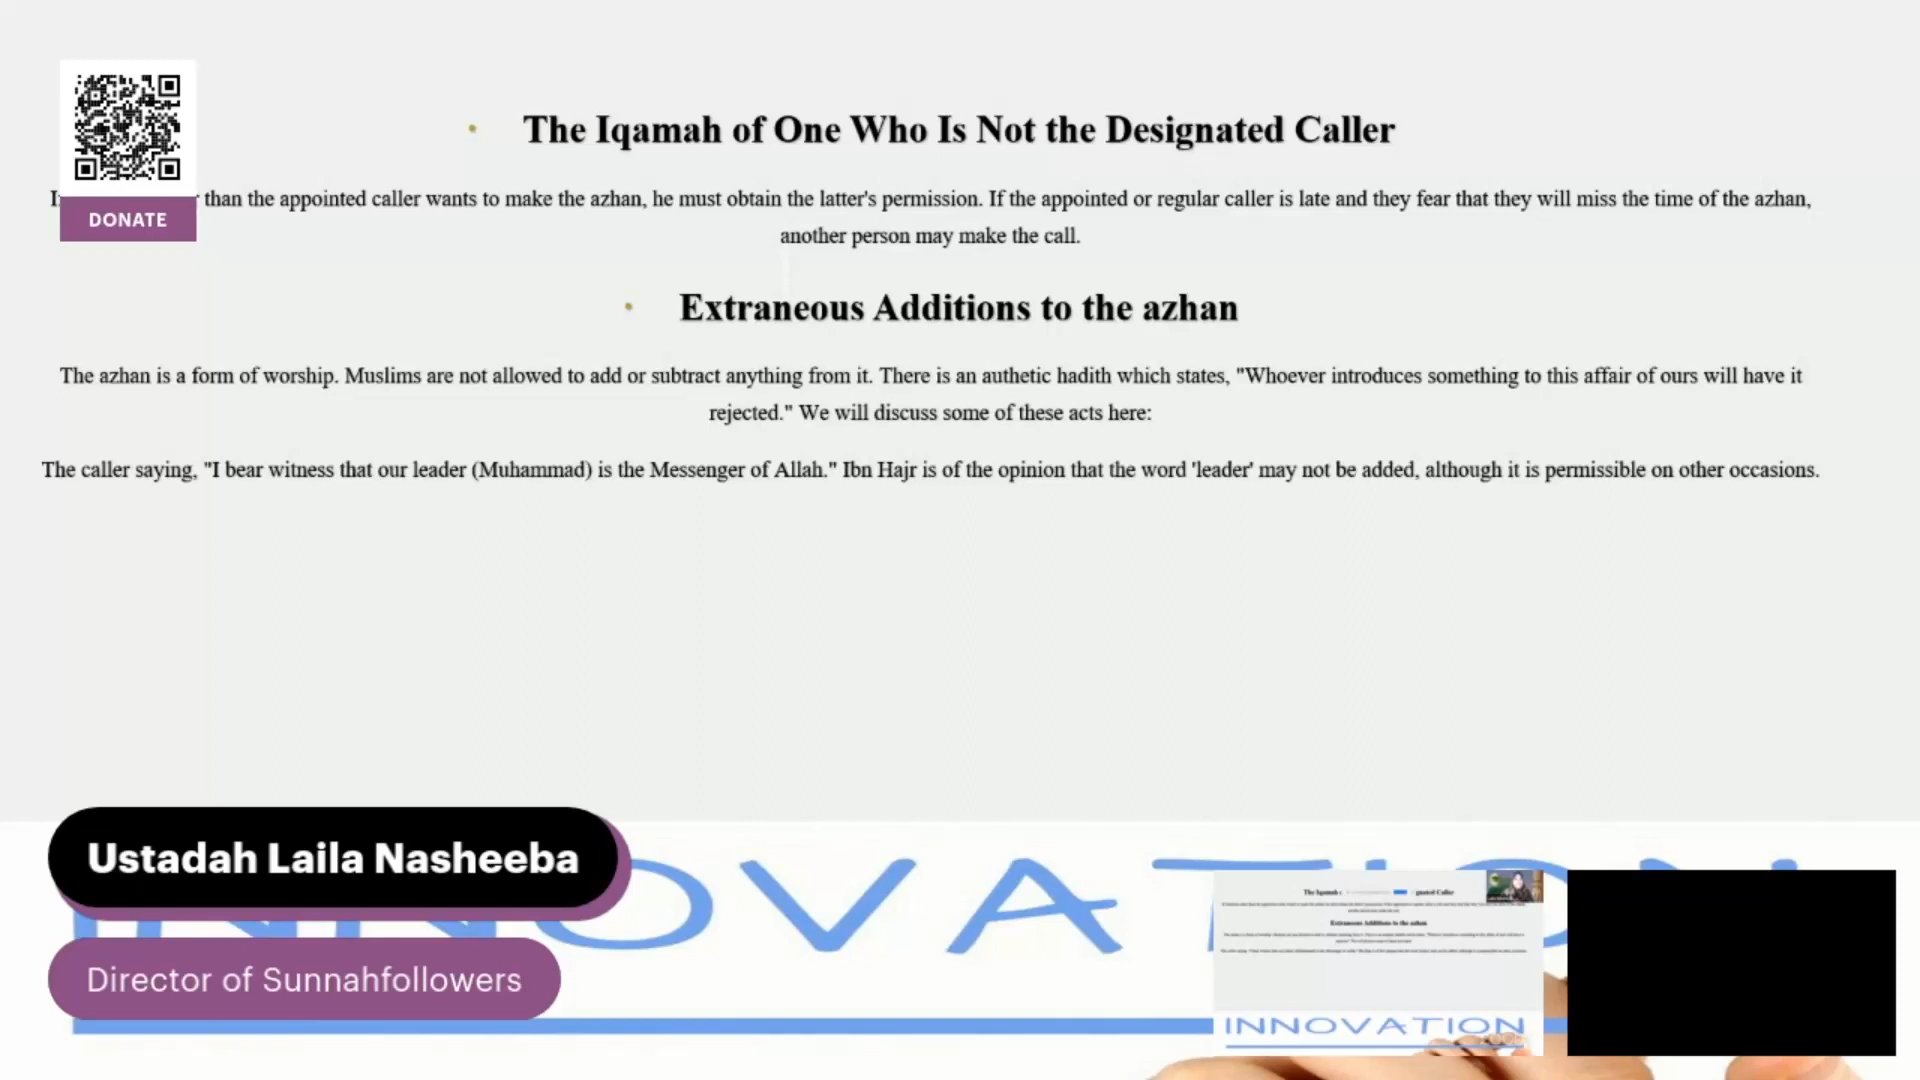 The Iqamah of One Who Is Not the Designated Caller
than the appointed caller wants to make the azhan, he must obtain the latter's permission. If the appointed or regular caller is late and they fear that they will miss the time of the azhan,
another person may make the call.
DONATE
Extraneous Additions to the azhan
The azhan is a form of worship. Muslims are not allowed to add or subtract anything from it. There is an authetic hadith which states, "Whoever introduces something to this affair of ours will have it
rejected." We will discuss some of these acts here:
The caller saying, "I bear witness that our leader (Muhammad) is the Messenger of Allah." Ibn Hajr is of the opinion that the word 'leader' may not be added, although it is permissible on other occasions.
Ustadah Laila Nasheeba
Director of Sunnahfollowers
INNOVATION
Extraneous Additions to the azhan
INNOVATION